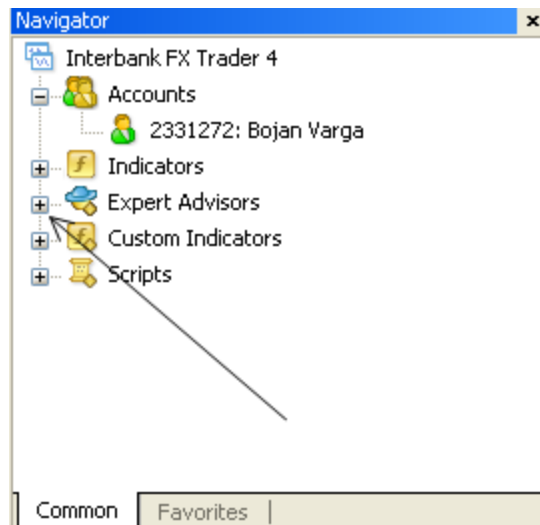 Navigator
Interbank FX Trader 4
Accounts
2331272: Bojan Varga
Indicators
Expert Advisors
Custom Indicators
Scripts
Common Favorites